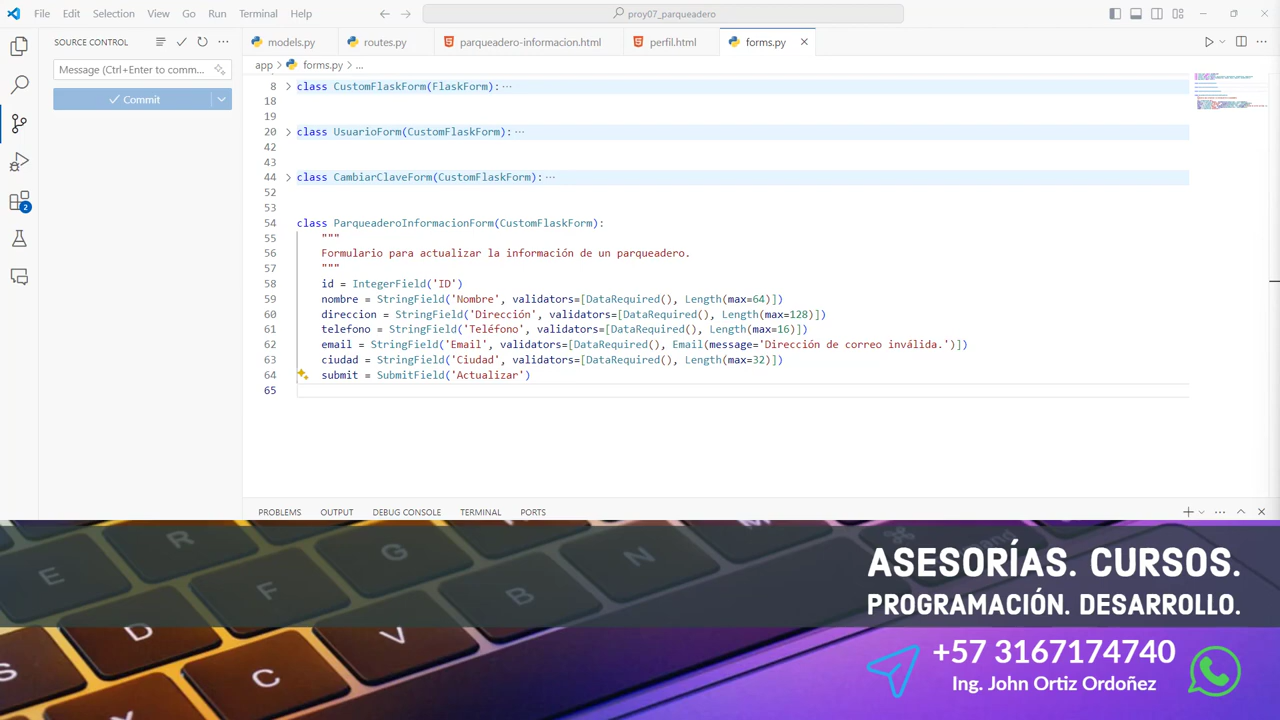 File Edit Selection View Go Run Terminal Help
proy07_parqueadero
SOURCE CONTROL
Message (Ctrl+Enter to comm...
Commit
2
models.py routes.py parqueadero-informacion.html perfil.html forms.py
app > forms.py > ...
8 class CustomFlaskForm(FlaskForm): ...
18
19
20 class UsuarioForm(CustomFlaskForm): ...
42
43
44 class CambiarClaveForm(CustomFlaskForm): ...
52
53
54 class ParqueaderoInformacionForm(CustomFlaskForm):
55 """
56 Formulario para actualizar la información de un parqueadero.
57 """
58 id = IntegerField('ID')
59 nombre = StringField('Nombre', validators=[DataRequired(), Length(max=64)])
60 direccion = StringField('Dirección', validators=[DataRequired(), Length(max=128)])
61 telefono = StringField('Teléfono', validators=[DataRequired(), Length(max=16)])
62 email = StringField('Email', validators=[DataRequired(), Email(message='Dirección de correo inválida.')])
63 ciudad = StringField('Ciudad', validators=[DataRequired(), Length(max=32)])
64 submit = SubmitField('Actualizar')
65
PROBLEMS OUTPUT DEBUG CONSOLE TERMINAL PORTS
ASESORÍAS. CURSOS.
PROGRAMACIÓN. DESARROLLO.
+57 3167174740
Ing. John Ortiz Ordoñez
E R F G B N D C V S